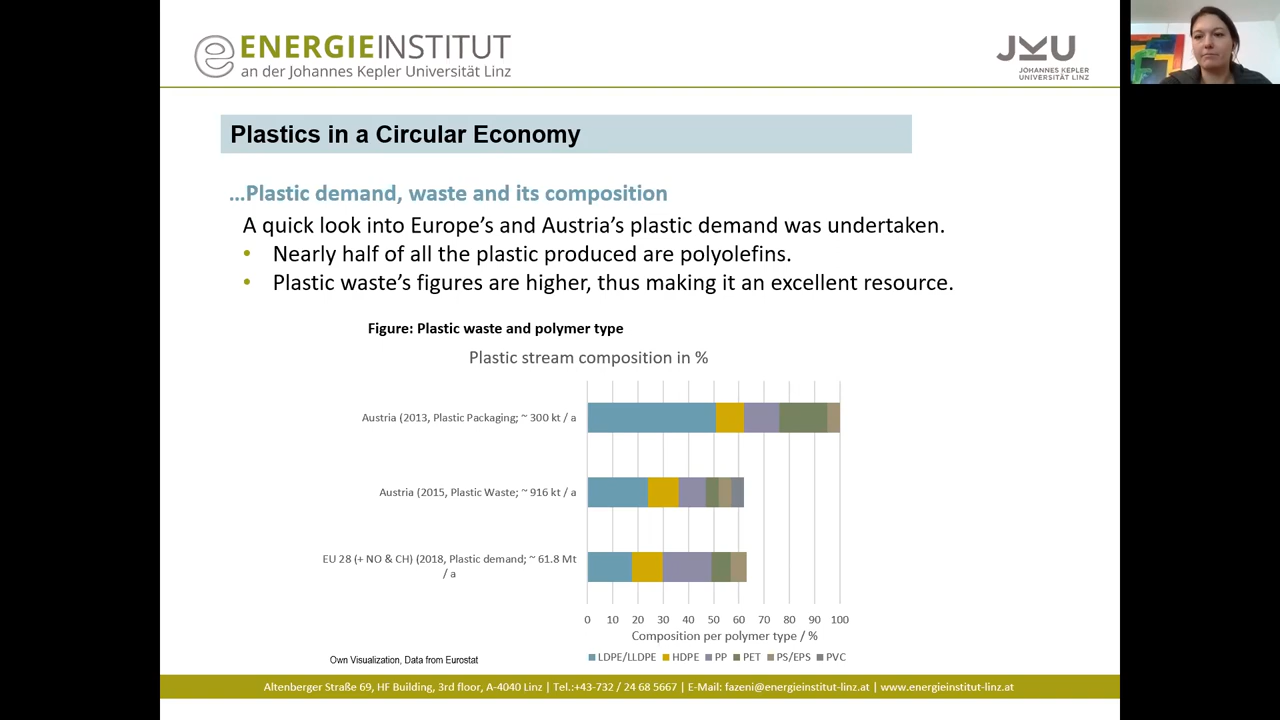 e ENERGIEINSTITUT
an der Johannes Kepler Universität Linz
JKU
JOHANNES KEPLER
UNIVERSITÄT LINZ
Plastics in a Circular Economy
...Plastic demand, waste and its composition
A quick look into Europe's and Austria's plastic demand was undertaken.
• Nearly half of all the plastic produced are polyolefins.
• Plastic waste's figures are higher, thus making it an excellent resource.
Figure: Plastic waste and polymer type
Plastic stream composition in %
Austria (2013, Plastic Packaging; ~ 300 kt / a
Austria (2015, Plastic Waste; ~ 916 kt / a
EU 28 (+ NO & CH) (2018, Plastic demand; ~ 61.8 Mt
/ a
0 10 20 30 40 50 60 70 80 90 100
Composition per polymer type / %
LDPE/LLDPE HDPE PP PET PS/EPS PVC
Own Visualization, Data from Eurostat
Altenberger Straße 69, HF Building, 3rd floor, A-4040 Linz | Tel.:+43-732 / 24 68 5667 | E-Mail: fazeni@energieinstitut-linz.at | www.energieinstitut-linz.at